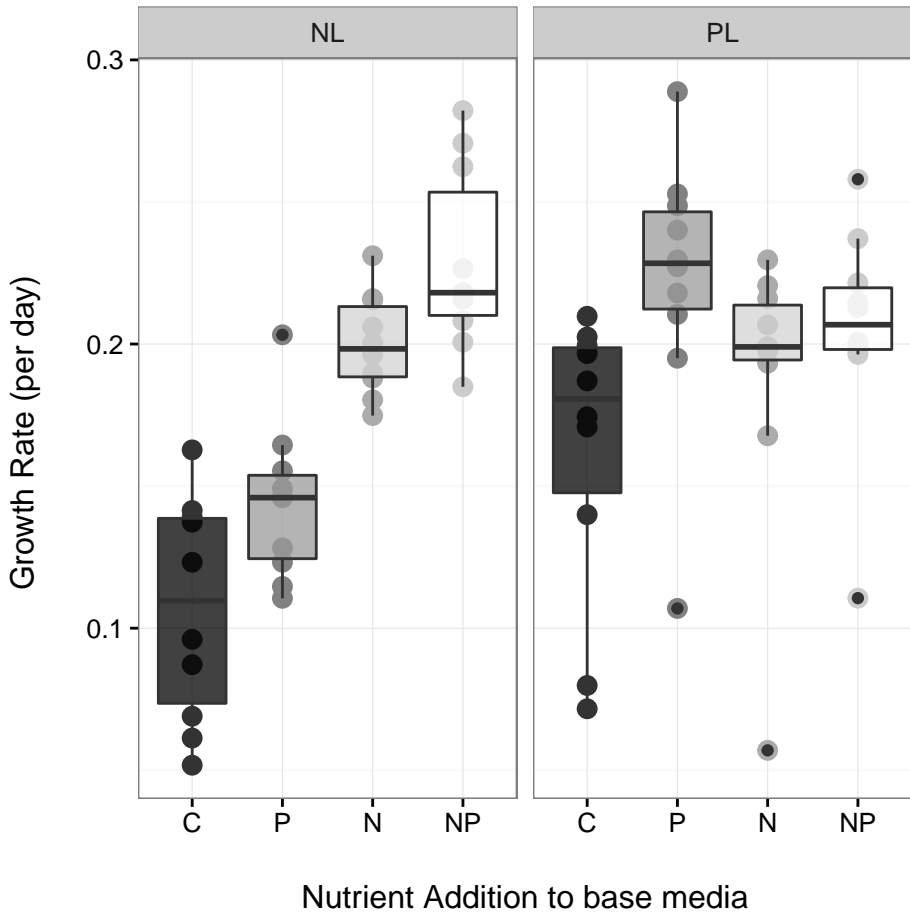 NL PL
0.3
0.2
0.1
Growth Rate (per day)
C P N NP C P N NP
Nutrient Addition to base media